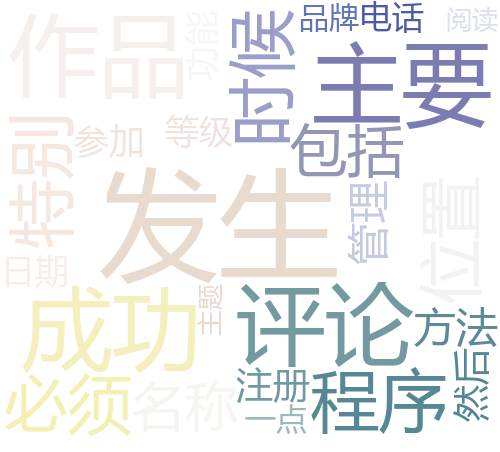 作品
功能
时候
品牌
电话
阅读
主要
特别
参加
等级
包括
发生
管理
位置
日期
主题
成功
评论
方法
必须
名称
注册
一点
程序
然后